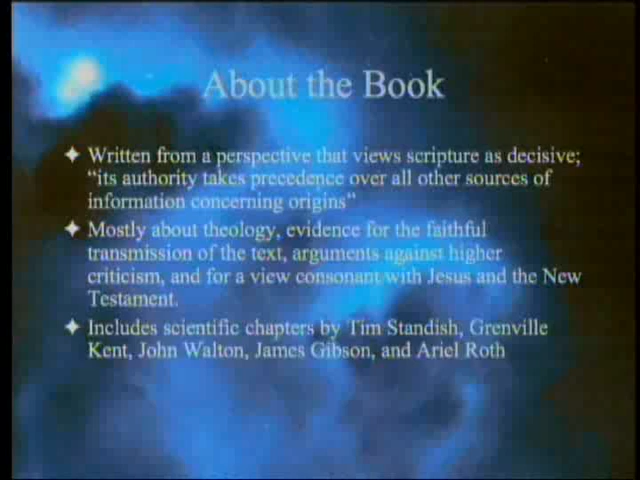 About the Book
Written from a perspective that views scripture as decisive;
“its authority takes precedence over all other sources of
information concerning origins”
Mostly about theology, evidence for the faithful
transmission of the text, arguments against higher
criticism, and for a view consonant with Jesus and the New
Testament.
Includes scientific chapters by Tim Standish, Grenville
Kent, John Walton, James Gibson, and Ariel Roth